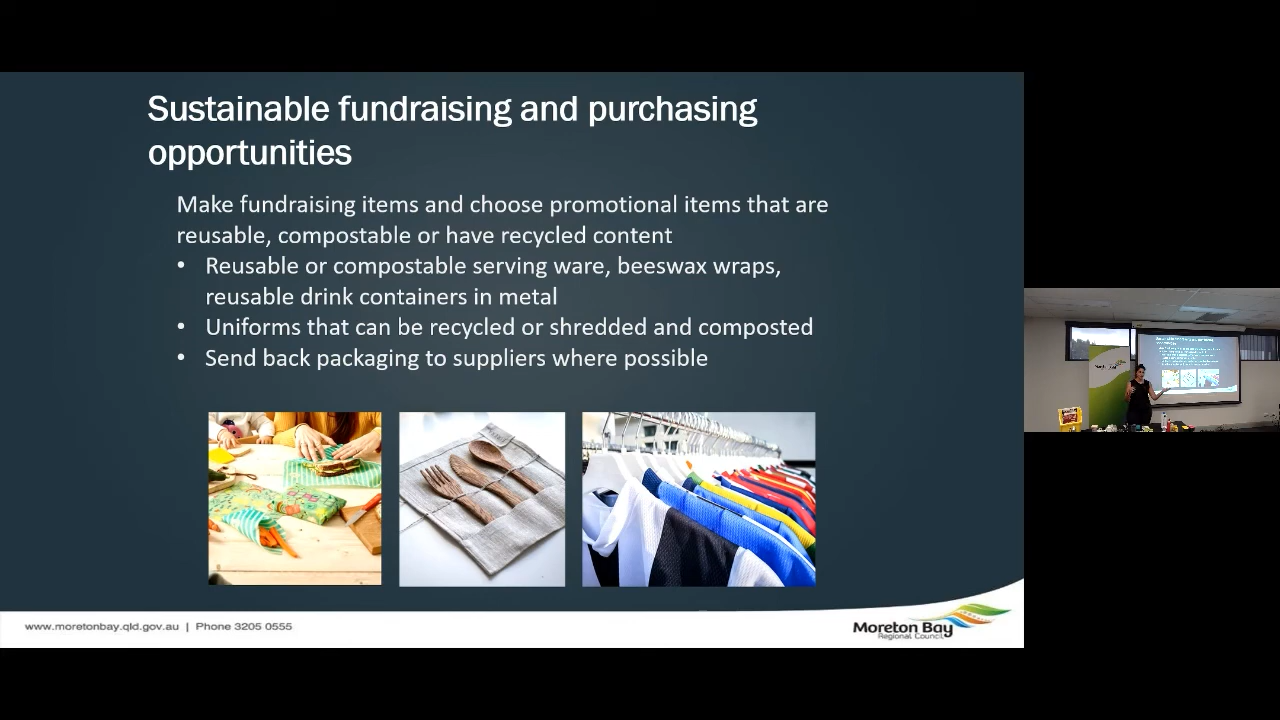 Sustainable fundraising and purchasing
opportunities
Make fundraising items and choose promotional items that are
reusable, compostable or have recycled content
• Reusable or compostable serving ware, beeswax wraps,
reusable drink containers in metal
• Uniforms that can be recycled or shredded and composted
• Send back packaging to suppliers where possible
www.moretonbay.qld.gov.au | Phone 3205 0555
Moreton Bay
Regional Council